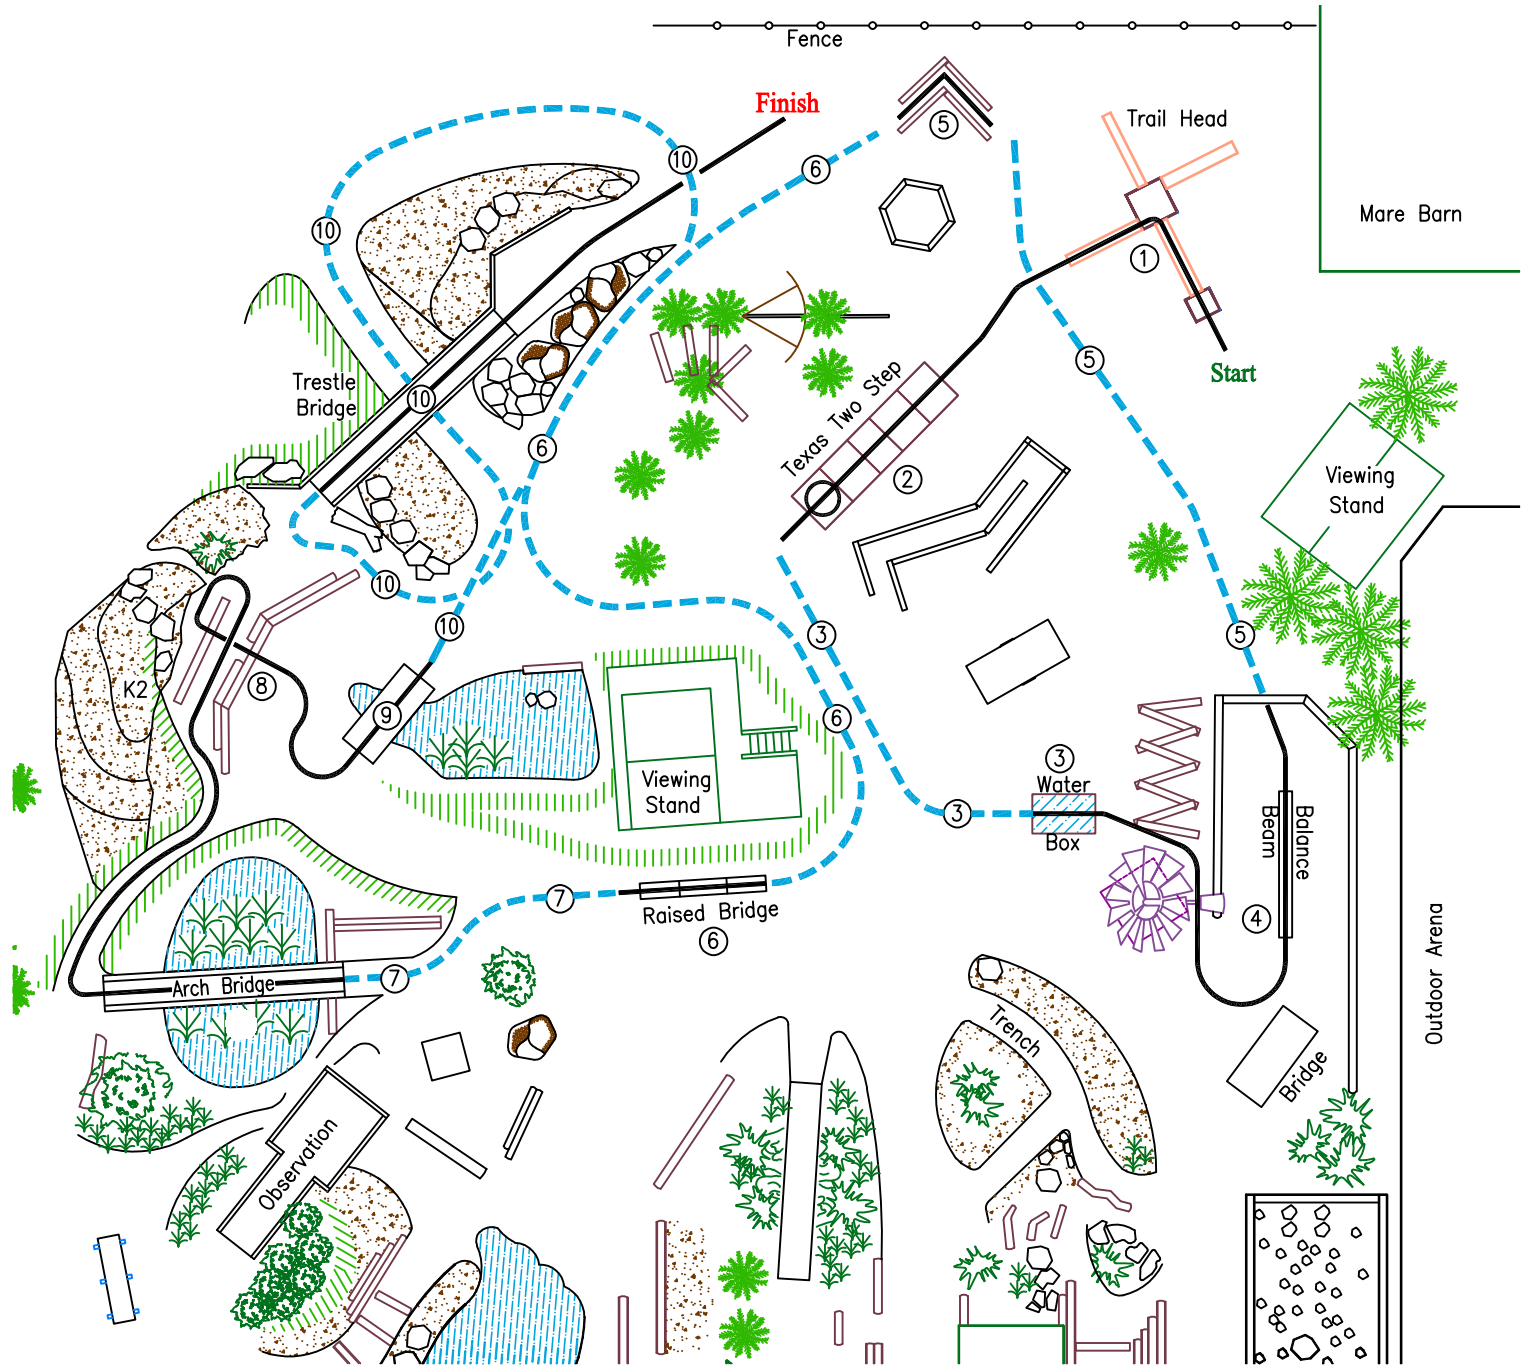 Fence
Finish
5
Trail Head
10
6
Mare Barn
10
1
5
Start
Trestle
Bridge
10
Texas Two Step
6
2
Viewing
Stand
10
10
3
5
K2
8
9
6
Viewing
Stand
3
Water
Box
3
Balance
Beam
7
Raised Bridge
6
4
Outdoor Arena
7
Arch Bridge
Trench
Bridge
Observation